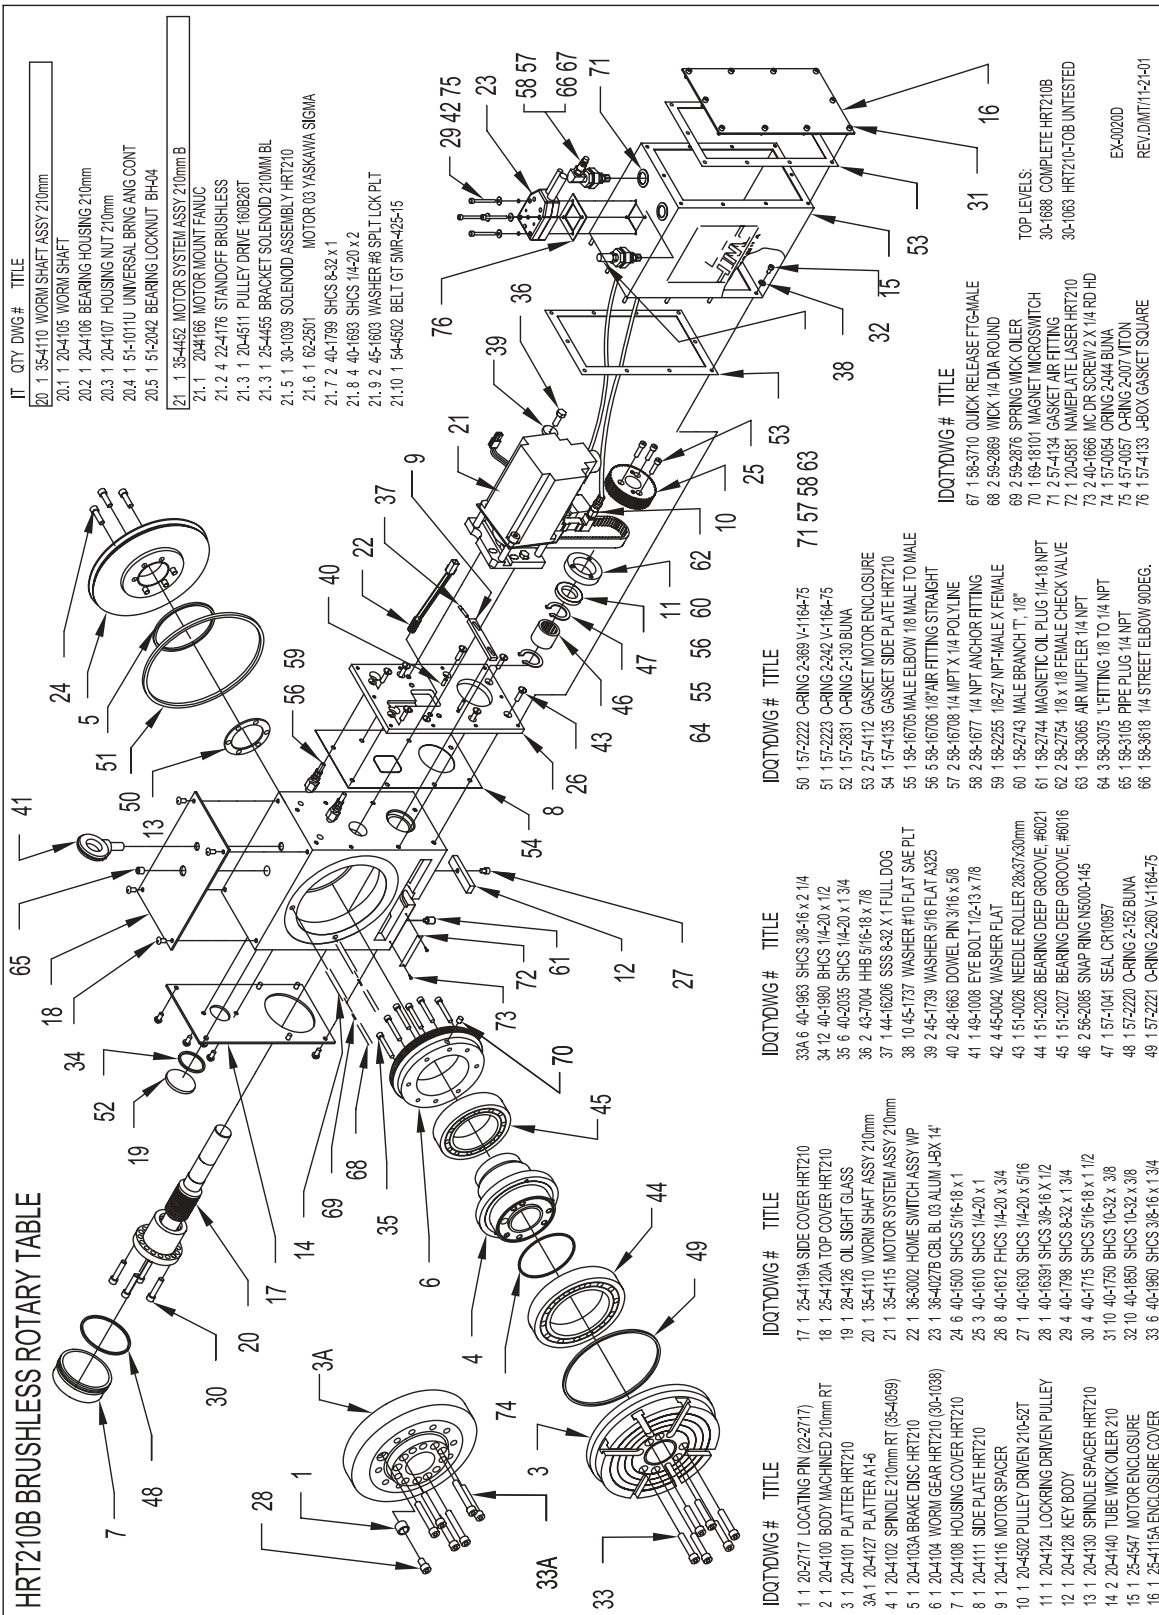 HRT210B BRUSHLESS ROTARY TABLE
IT QTY DWG # TITLE
20 1 35-4110 WORM SHAFT ASSY 210mm
20.1 1 20-4105 WORM SHAFT
20.2 1 20-4106 BEARING HOUSING 210mm
20.3 1 20-4107 HOUSING NUT 210mm
20.4 1 51-1011U UNIVERSAL BRNG ANG CONT
20.5 1 51-2042 BEARING LOCKNUT BH-04
21 1 35-4452 MOTOR SYSTEM ASSY 210mm B
21. 1 20-4166 MOTOR MOUNT FANUC
21. 2 4 22-4176 STANDOFF BRUSHLESS
21. 3 1 20-4511 PULLEY DRIVE 160B26T
21. 3 1 25-4455 BRACKET SOLENOID 210MM BL
21. 5 1 30-1039 SOLENOID ASSEMBLY HRT210
21. 6 1 62-2501 MOTOR 03 YASKAWA SIGMA
21. 7 2 40-1799 SHCS 8-32 x 1
21. 8 4 40-1693 SHCS 1/4-20 x 2
21. 9 2 45-1603 WASHER #8 SPLT LCK PLT
21. 10 1 54-4502 BELT GT 5MR-425-15
7
48
30
20
17
19
52
34
18
65
41
13
50
51
5
24
14
69
68
35
6
70
45
4
74
44
49
3A
1
28
33A
3
33
73
72
61
12
27
54
8
26
43
56 59
40
22
37
9
21
39
36
46
47
11
10
25
53
64 55 56 60 62
71 57 58 63
76
29 42 75
23
58 57
66 67
71
38
32
15
53
31
16
TOP LEVELS:
30-1688 COMPLETE HRT210B
30-1063 HRT210-TOB UNTESTED
EX-0020D
REV.D/MT/11-21-01
IDQTYDWG # TITLE
1 1 20-2717 LOCATING PIN (22-2717)
2 1 20-4100 BODY MACHINED 210mm RT
3 1 20-4101 PLATTER HRT210
3A 1 20-4127 PLATTER A1-6
4 1 20-4102 SPINDLE 210mm RT (35-4059)
5 1 20-4103A BRAKE DISC HRT210
6 1 20-4104 WORM GEAR HRT210 (30-1038)
7 1 20-4108 HOUSING COVER HRT210
8 1 20-4111 SIDE PLATE HRT210
9 1 20-4116 MOTOR SPACER
10 1 20-4502 PULLEY DRIVEN 210-52T
11 1 20-4124 LOCKRING DRIVEN PULLEY
12 1 20-4128 KEY BODY
13 1 20-4130 SPINDLE SPACER HRT210
14 2 20-4140 TUBE WICK OILER 210
15 1 25-4547 MOTOR ENCLOSURE
16 1 25-4115A ENCLOSURE COVER
IDQTYDWG # TITLE
17 1 25-4119A SIDE COVER HRT210
18 1 25-4120A TOP COVER HRT210
19 1 28-4126 OIL SIGHT GLASS
20 1 35-4110 WORM SHAFT ASSY 210mm
21 1 35-4115 MOTOR SYSTEM ASSY 210mm
22 1 36-3002 HOME SWITCH ASSY WP
23 1 36-4027B CBL BL 03 ALUM J-BX 14'
24 6 40-1500 SHCS 5/16-18 x 1
25 3 40-1610 SHCS 1/4-20 x 1
26 8 40-1612 FHCS 1/4-20 x 3/4
27 1 40-1630 SHCS 1/4-20 x 5/16
28 1 40-16391 SHCS 3/8-16 X 1/2
29 4 40-1798 SHCS 8-32 x 1 3/4
30 4 40-1715 SHCS 5/16-18 x 1 1/2
31 10 40-1750 BHCS 10-32 x 3/8
32 10 40-1850 SHCS 10-32 x 3/8
33 6 40-1960 SHCS 3/8-16 x 1 3/4
IDQTYDWG # TITLE
33A 6 40-1963 SHCS 3/8-16 x 2 1/4
34 12 40-1980 BHCS 1/4-20 x 1/2
35 6 40-2035 SHCS 1/4-20 x 1 3/4
36 2 43-7004 HHB 5/16-18 x 7/8
37 1 44-16206 SSS 8-32 X 1 FULL DOG
38 10 45-1737 WASHER #10 FLAT SAE PLT
39 2 45-1739 WASHER 5/16 FLAT A325
40 2 48-1663 DOWEL PIN 3/16 x 5/8
41 1 49-1008 EYE BOLT 1/2-13 x 7/8
42 4 45-0042 WASHER FLAT
43 1 51-0026 NEEDLE ROLLER 28x37x30mm
44 1 51-2026 BEARING DEEP GROOVE, #6021
45 1 51-2027 BEARING DEEP GROOVE, #6016
46 2 56-2085 SNAP RING N5000-145
47 1 57-1041 SEAL CR10957
48 1 57-2220 O-RING 2-152 BUNA
49 1 57-2221 O-RING 2-260 V-1164-75
IDQTYDWG # TITLE
50 1 57-2222 O-RING 2-369 V-1164-75
51 1 57-2223 O-RING 2-242 V-1164-75
52 1 57-2831 O-RING 2-130 BUNA
53 2 57-4112 GASKET MOTOR ENCLOSURE
54 1 57-4135 GASKET SIDE PLATE HRT210
55 1 58-16705 MALE ELBOW 1/8 MALE TO MALE
56 5 58-16706 1/8" AIR FITTING STRAIGHT
57 2 58-16708 1/4 MPT X 1/4 POLYLINE
58 2 58-1677 1/4 NPT ANCHOR FITTING
59 1 58-2255 1/8-27 NPT-MALE X FEMALE
60 1 58-2743 MALE BRANCH 'T', 1/8"
61 1 58-2744 MAGNETIC OIL PLUG 1/4-18 NPT
62 2 58-2754 1/8 x 1/8 FEMALE CHECK VALVE
63 1 58-3065 AIR MUFFLER 1/4 NPT
64 3 58-3075 'L'FITTING 1/8 TO 1/4 NPT
65 1 58-3105 PIPE PLUG 1/4 NPT
66 1 58-3618 1/4 STREET ELBOW 90DEG.
IDQTYDWG # TITLE
67 1 58-3710 QUICK RELEASE FTG-MALE
68 2 59-2869 WICK 1/4 DIA ROUND
69 2 59-2876 SPRING WICK OILER
70 1 69-18101 MAGNET MICROSWITCH
71 2 57-4134 GASKET AIR FITTING
72 1 20-0581 NAMEPLATE LASER HRT210
73 2 40-1666 MC DR SCREW 2 X 1/4 RD HD
74 1 57-0054 ORING 2-044 BUNA
75 4 57-0057 O-RING 2-007 VITON
76 1 57-4133 J-BOX GASKET SQUARE